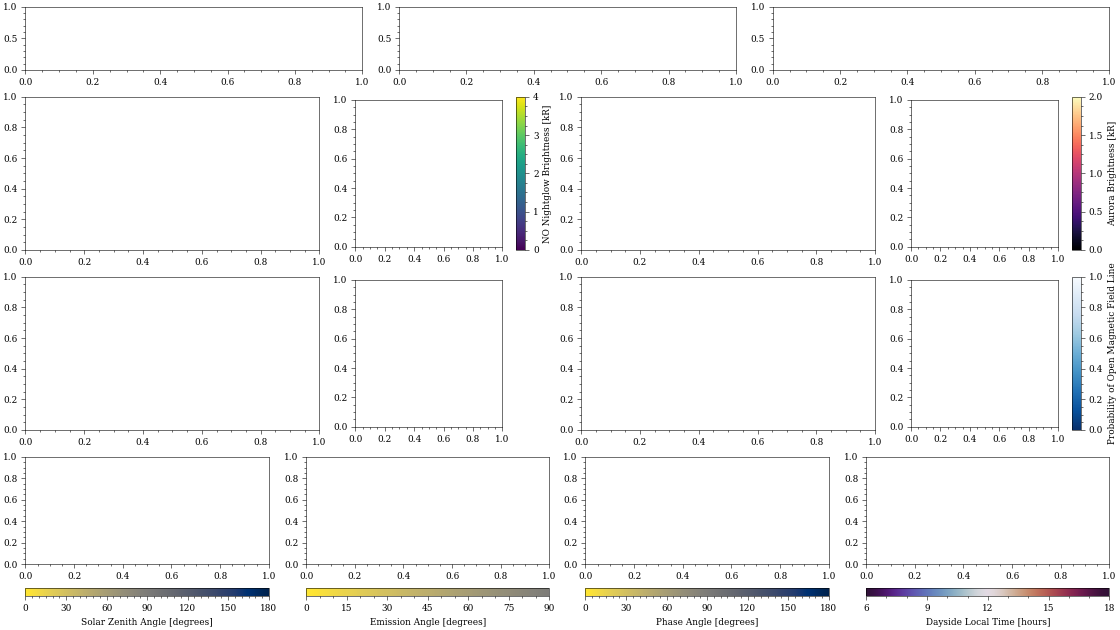 1.0 1.0 1.0
0.5 0.5 0.5
0.0 0.0 0.0
0.0 0.2 0.4 0.6 0.8 1.0 0.0 0.2 0.4 0.6 0.8 1.0 0.0 0.2 0.4 0.6 0.8 1.0
1.0 1.0 4 1.0 1.0 2.0
0.8 0.8 3 0.8 0.8 1.5
0.6 0.6 2 0.6 0.6 1.0
0.4 0.4 1 0.4 0.4 0.5
0.2 0.2 0.2 0.2
0.0 0.0 0 0.0 0.0 0.0
NO Nightglow Brightness [kR]
Aurora Brightness [kR]
0.0 0.2 0.4 0.6 0.8 1.0 0.0 0.2 0.4 0.6 0.8 1.0 0.0 0.2 0.4 0.6 0.8 1.0 0.0 0.2 0.4 0.6 0.8 1.0
1.0 1.0 1.0 1.0 1.0
0.8 0.8 0.8 0.8 0.8
0.6 0.6 0.6 0.6 0.6
0.4 0.4 0.4 0.4 0.4
0.2 0.2 0.2 0.2 0.2
0.0 0.0 0.0 0.0 0.0
Probability of Open Magnetic Field Line
0.0 0.2 0.4 0.6 0.8 1.0 0.0 0.2 0.4 0.6 0.8 1.0 0.0 0.2 0.4 0.6 0.8 1.0 0.0 0.2 0.4 0.6 0.8 1.0
1.0 1.0 1.0 1.0
0.8 0.8 0.8 0.8
0.6 0.6 0.6 0.6
0.4 0.4 0.4 0.4
0.2 0.2 0.2 0.2
0.0 0.0 0.0 0.0
0.0 0.2 0.4 0.6 0.8 1.0 0.0 0.2 0.4 0.6 0.8 1.0 0.0 0.2 0.4 0.6 0.8 1.0 0.0 0.2 0.4 0.6 0.8 1.0
0 30 60 90 120 150 180 0 15 30 45 60 75 90 0 30 60 90 120 150 180 6 9 12 15 18
Solar Zenith Angle [degrees] Emission Angle [degrees] Phase Angle [degrees] Dayside Local Time [hours]